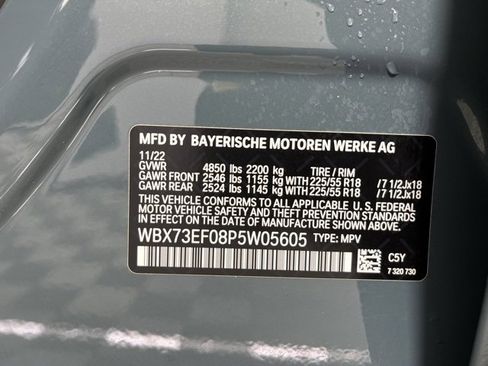 MFD BY BAYERISCHE MOTOREN WERKE AG
11/22
GVWR 4850 lbs 2200 kg TIRE / RIM
GAWR FRONT 2546 lbs 1155 kg WITH 225/55 R18 /7 1/2Jx18
GAWR REAR 2524 lbs 1145 kg WITH 225/55 R18 /7 1/2Jx18
THIS VEHICLE CONFORMS TO ALL APPLICABLE U. S. FEDERAL
MOTOR VEHICLE SAFETY, BUMPER, AND THEFT PREVENTION STANDARDS
IN EFFECT ON THE DATE OF MANUFACTURE SHOWN ABOVE.
WBX73EF08P5W05605 TYPE: MPV
C5Y
7 320 730